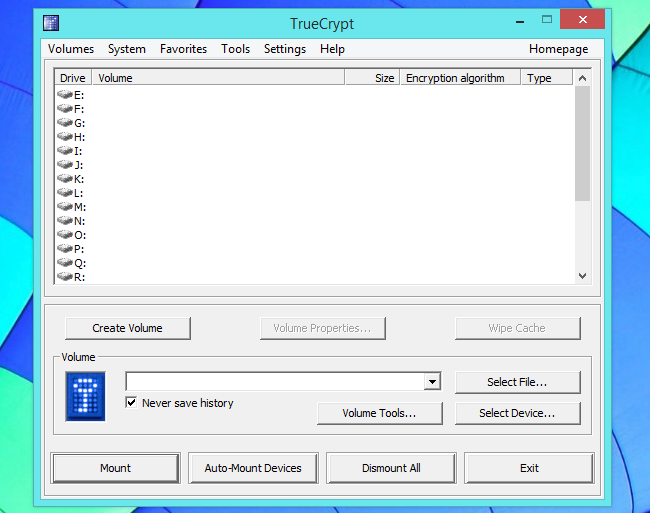 TrueCrypt
Volumes System Favorites Tools Settings Help Homepage
Drive Volume Size Encryption algorithm Type
E:
F:
G:
H:
I:
J:
K:
L:
M:
N:
O:
P:
Q:
R:
Create Volume Volume Properties... Wipe Cache
Volume
Select File...
Never save history
Volume Tools... Select Device...
Mount Auto-Mount Devices Dismount All Exit